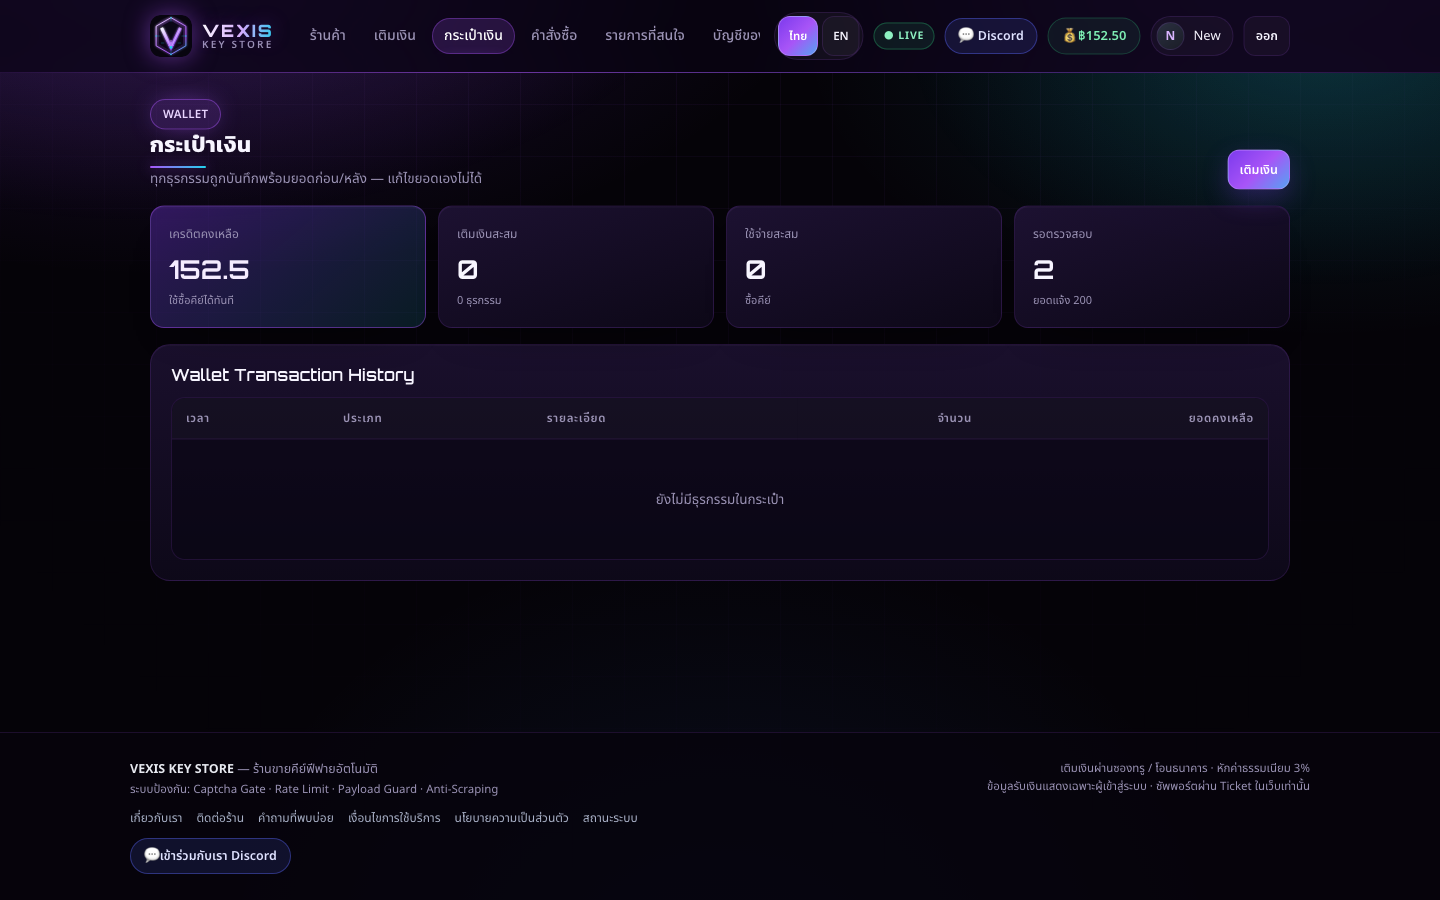 VEXIS
KEY STORE
ร้านค้า
เติมเงิน
กระเป๋าเงิน
คำสั่งซื้อ
รายการที่สนใจ
บัญชีขอ
ไทย
EN
LIVE
Discord
฿152.50
N
New
ออก
WALLET
กระเป๋าเงิน
ทุกธุรกรรมถูกบันทึกพร้อมยอดก่อน/หลัง — แก้ไขยอดเองไม่ได้
เติมเงิน
เครดิตคงเหลือ
152.5
ใช้ซื้อคีย์ได้ทันที
เติมเงินสะสม
0
0 ธุรกรรม
ใช้จ่ายสะสม
0
ซื้อคีย์
รอตรวจสอบ
2
ยอดแจ้ง 200
Wallet Transaction History
เวลา ประเภท รายละเอียด จำนวน ยอดคงเหลือ
ยังไม่มีธุรกรรมในกระเป๋า
VEXIS KEY STORE — ร้านขายคีย์ฟีฟายอัตโนมัติ
ระบบป้องกัน: Captcha Gate · Rate Limit · Payload Guard · Anti-Scraping
เกี่ยวกับเรา ติดต่อร้าน คำถามที่พบบ่อย เงื่อนไขการใช้บริการ นโยบายความเป็นส่วนตัว สถานะระบบ
เข้าร่วมกับเรา Discord
เติมเงินผ่านซองทรู / โอนธนาคาร · หักค่าธรรมเนียม 3%
ข้อมูลรับเงินแสดงเฉพาะผู้เข้าสู่ระบบ · ซัพพอร์ตผ่าน Ticket ในเว็บเท่านั้น